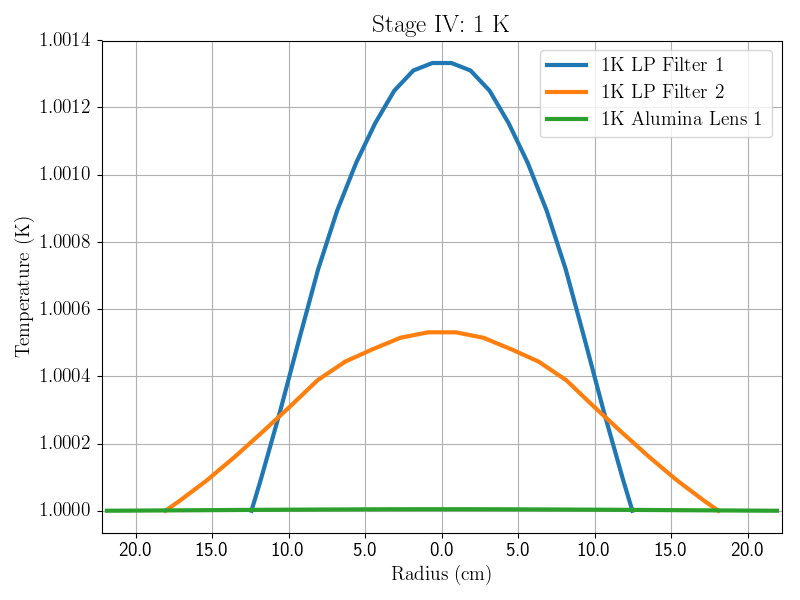 Stage IV: 1 K
1.0014
1.0012
1.0010
1.0008
1.0006
1.0004
1.0002
1.0000
Temperature (K)
1K LP Filter 1
1K LP Filter 2
1K Alumina Lens 1
20.0 15.0 10.0 5.0 0.0 5.0 10.0 15.0 20.0
Radius (cm)